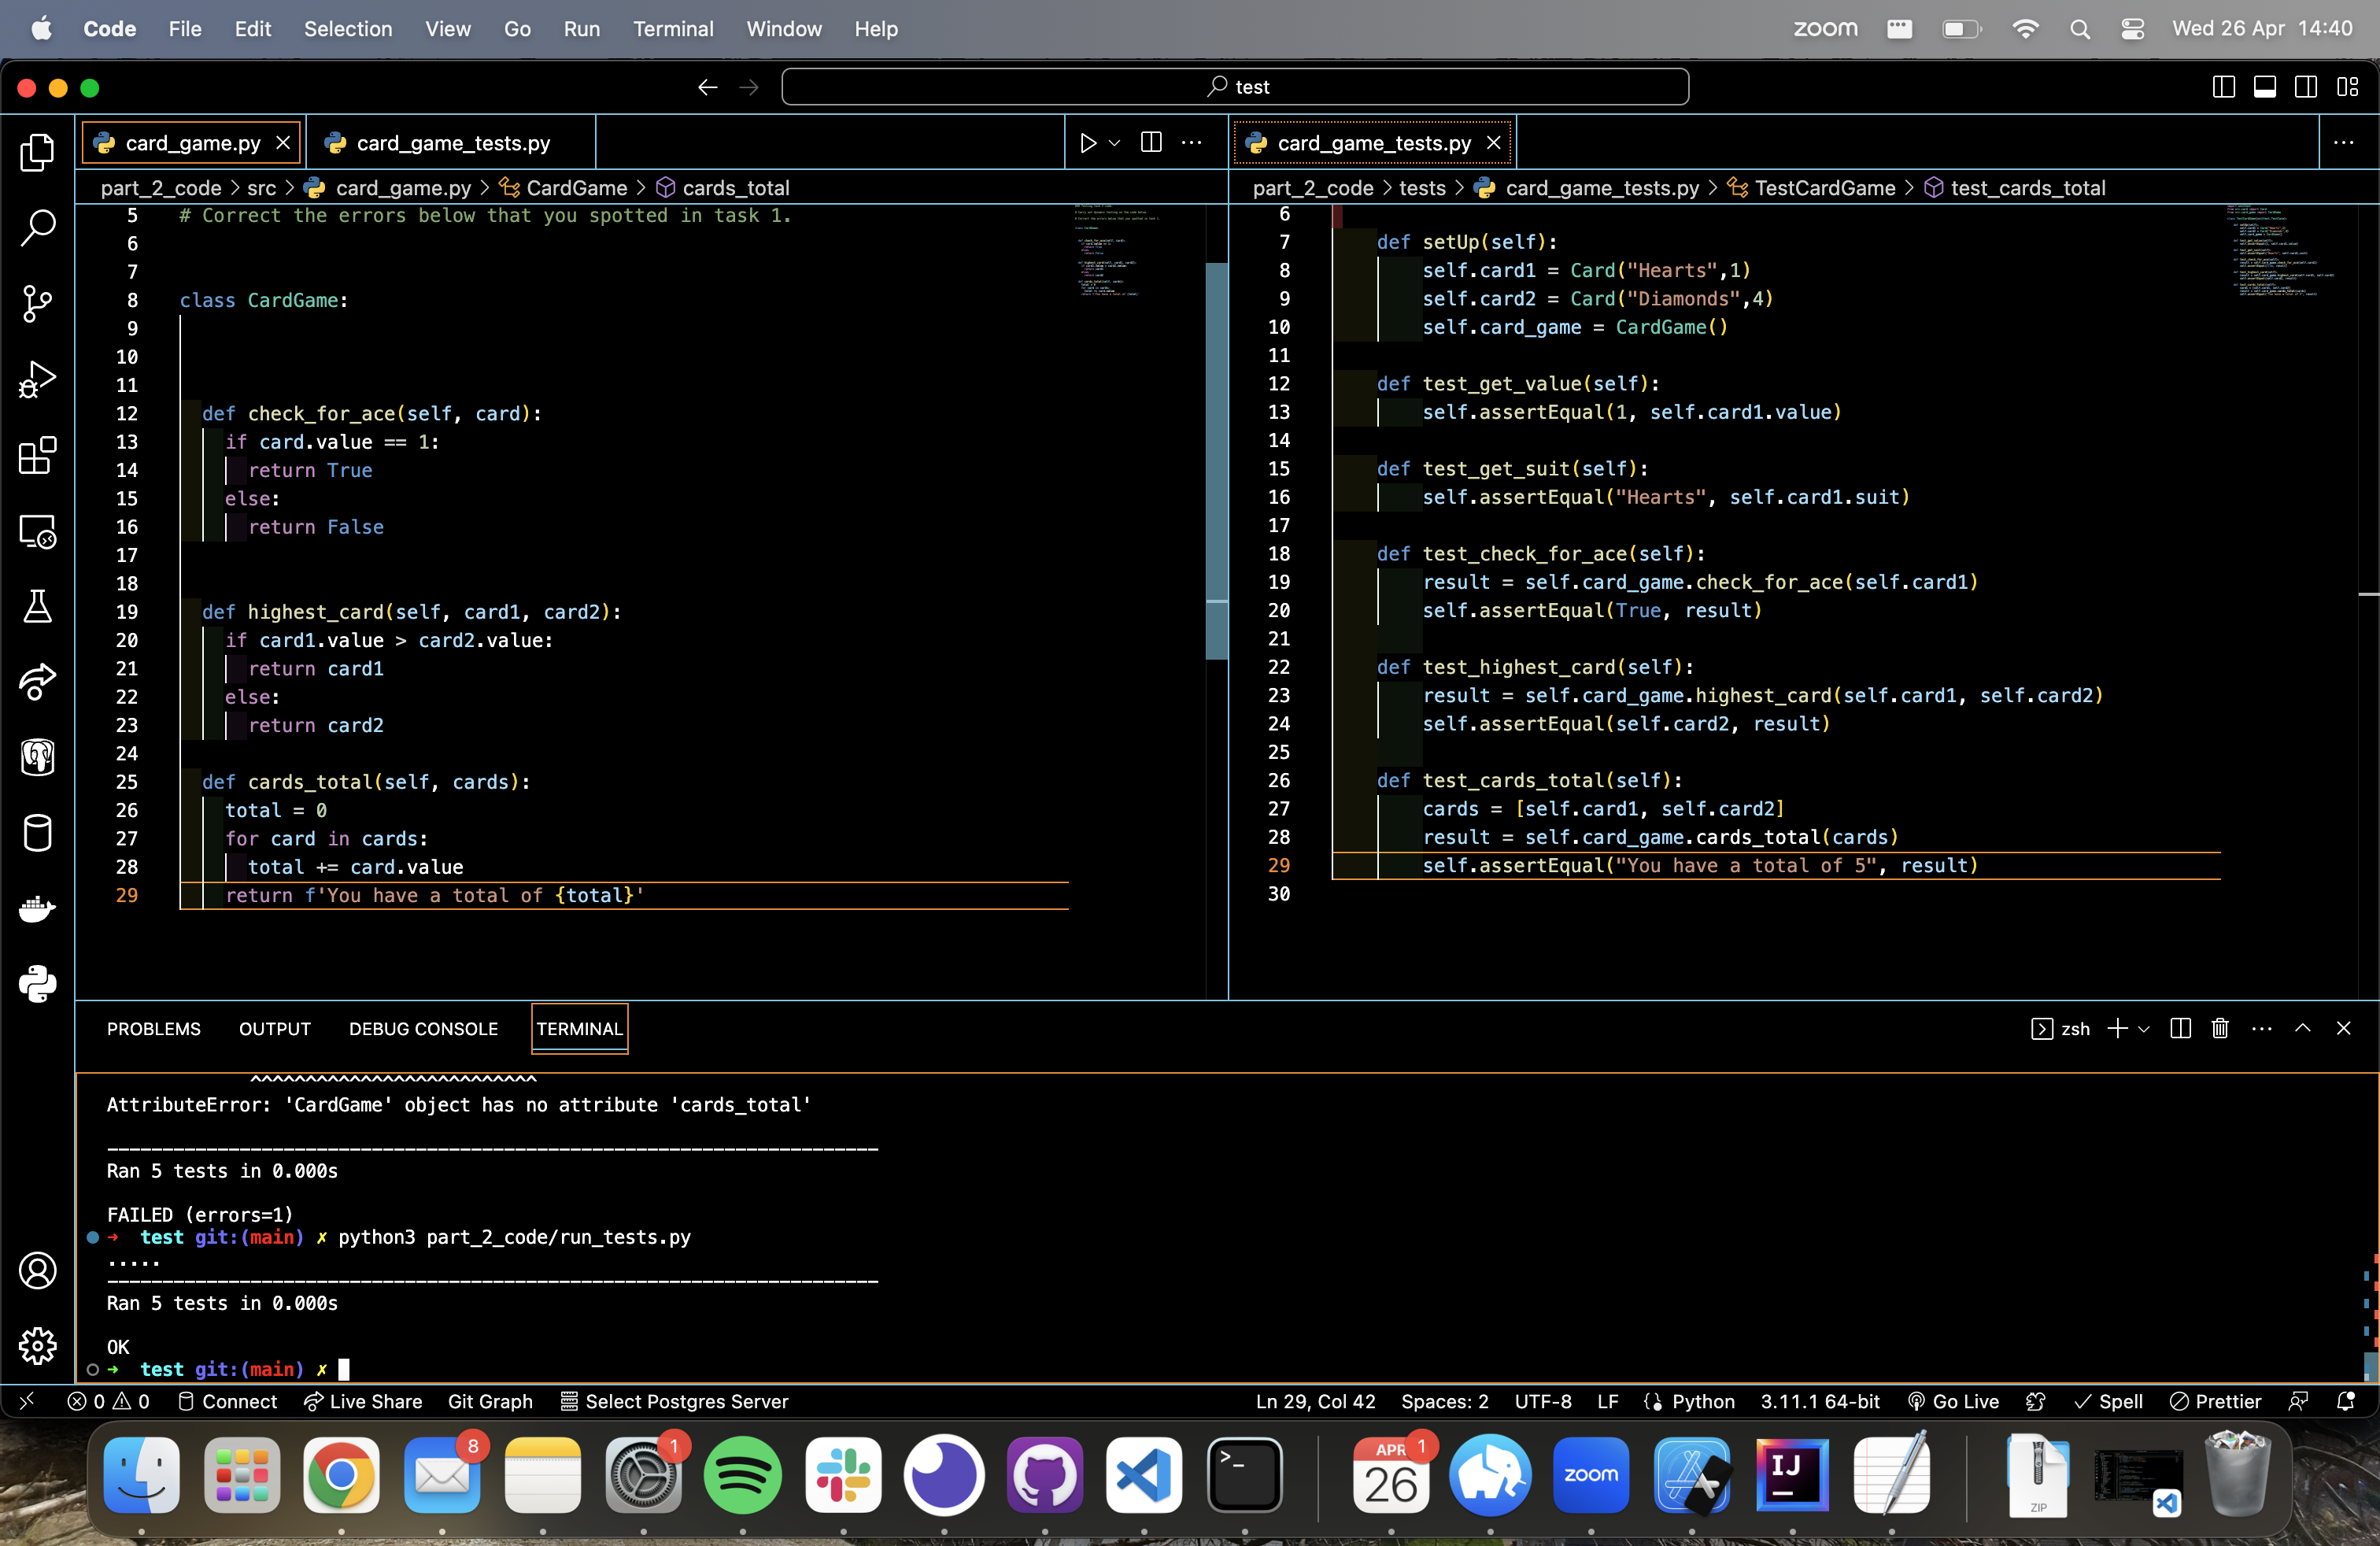 Code File Edit Selection View Go Run Terminal Window Help zoom Wed 26 Apr 14:40
test
card_game.py card_game_tests.py
part_2_code > src > card_game.py > CardGame > cards_total
5 # Correct the errors below that you spotted in task 1.
6
7
8 class CardGame:
9
10
11
12 def check_for_ace(self, card):
13 if card.value == 1:
14 return True
15 else:
16 return False
17
18
19 def highest_card(self, card1, card2):
20 if card1.value > card2.value:
21 return card1
22 else:
23 return card2
24
25 def cards_total(self, cards):
26 total = 0
27 for card in cards:
28 total += card.value
29 return f'You have a total of {total}'
card_game_tests.py
part_2_code > tests > card_game_tests.py > TestCardGame > test_cards_total
6
7 def setUp(self):
8 self.card1 = Card("Hearts",1)
9 self.card2 = Card("Diamonds",4)
10 self.card_game = CardGame()
11
12 def test_get_value(self):
13 self.assertEqual(1, self.card1.value)
14
15 def test_get_suit(self):
16 self.assertEqual("Hearts", self.card1.suit)
17
18 def test_check_for_ace(self):
19 result = self.card_game.check_for_ace(self.card1)
20 self.assertEqual(True, result)
21
22 def test_highest_card(self):
23 result = self.card_game.highest_card(self.card1, self.card2)
24 self.assertEqual(self.card2, result)
25
26 def test_cards_total(self):
27 cards = [self.card1, self.card2]
28 result = self.card_game.cards_total(cards)
29 self.assertEqual("You have a total of 5", result)
30
PROBLEMS OUTPUT DEBUG CONSOLE TERMINAL zsh
^^^^^^^^^^^^^^^^^^^^^^^^^^
AttributeError: 'CardGame' object has no attribute 'cards_total'
----------------------------------------------------------------------
Ran 5 tests in 0.000s
FAILED (errors=1)
➜ test git:(main) ✗ python3 part_2_code/run_tests.py
.....
----------------------------------------------------------------------
Ran 5 tests in 0.000s
OK
➜ test git:(main) ✗
0 0 Connect Live Share Git Graph Select Postgres Server Ln 29, Col 42 Spaces: 2 UTF-8 LF Python 3.11.1 64-bit Go Live Spell Prettier
8 1 >_ APR 1 26 zoom IJ ZIP